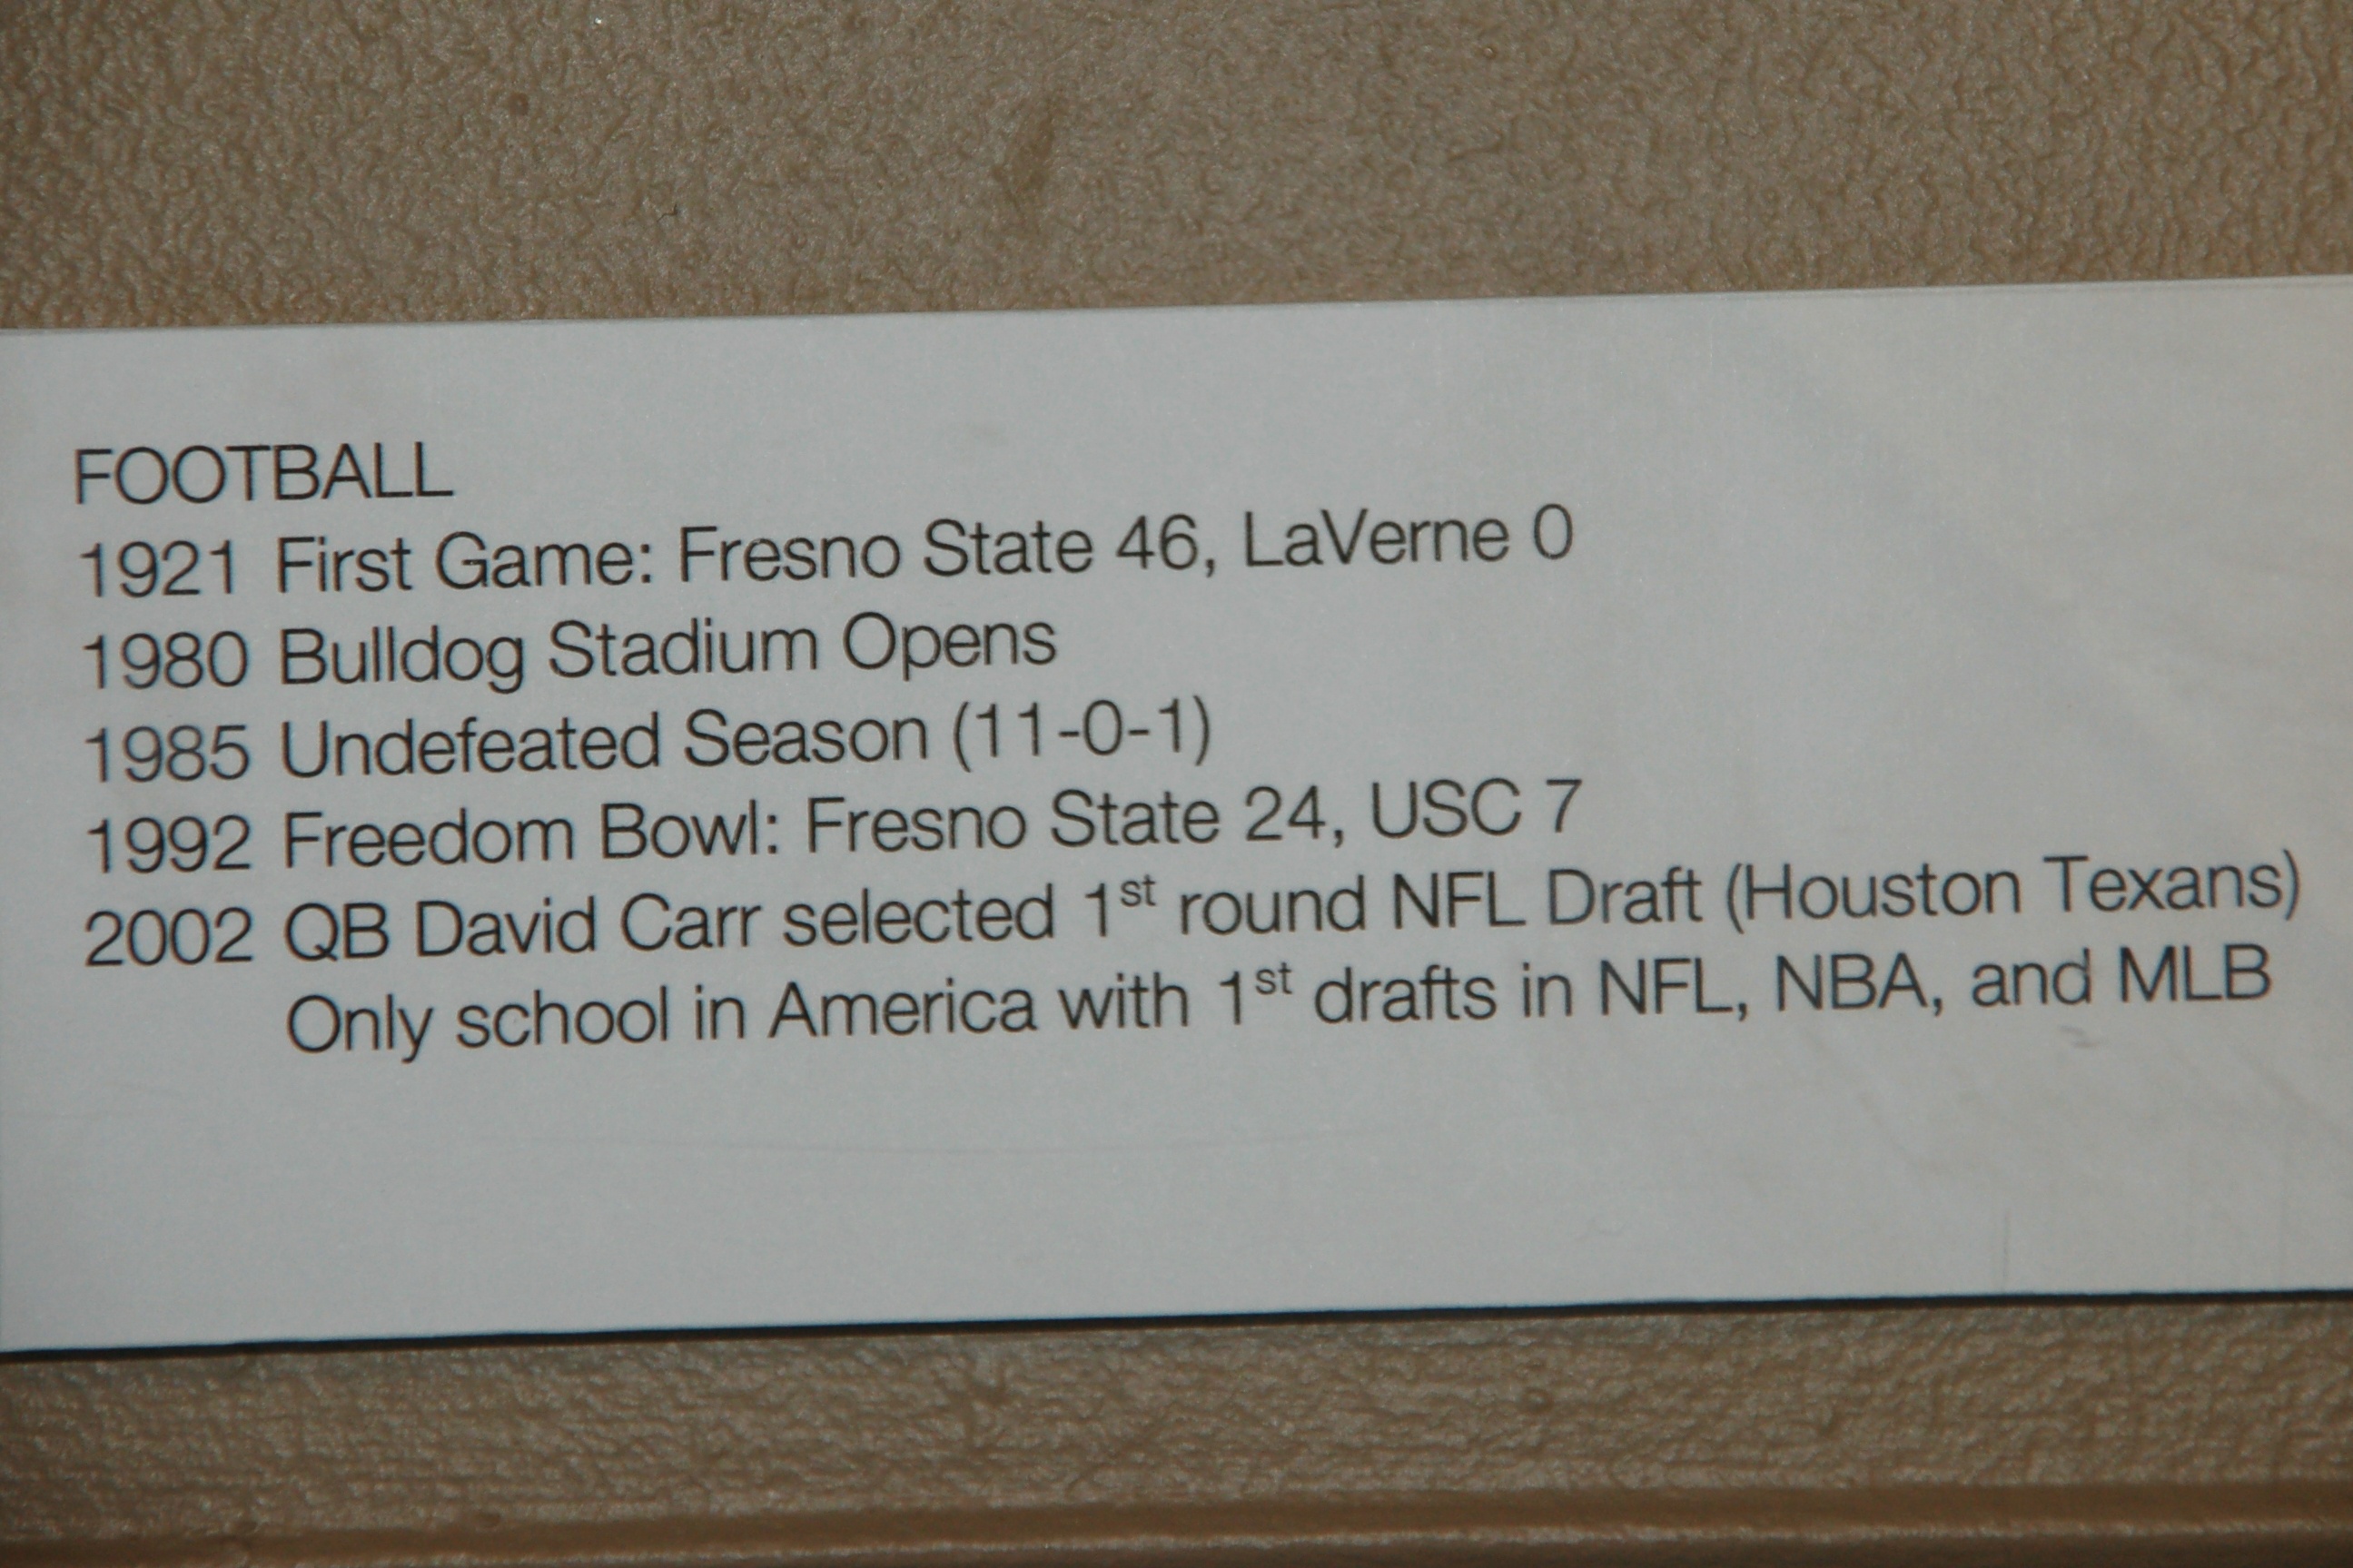 FOOTBALL
1921 First Game: Fresno State 46, LaVerne 0
1980 Bulldog Stadium Opens
1985 Undefeated Season (11-0-1)
1992 Freedom Bowl: Fresno State 24, USC 7
2002 QB David Carr selected 1st round NFL Draft (Houston Texans)
Only school in America with 1st drafts in NFL, NBA, and MLB